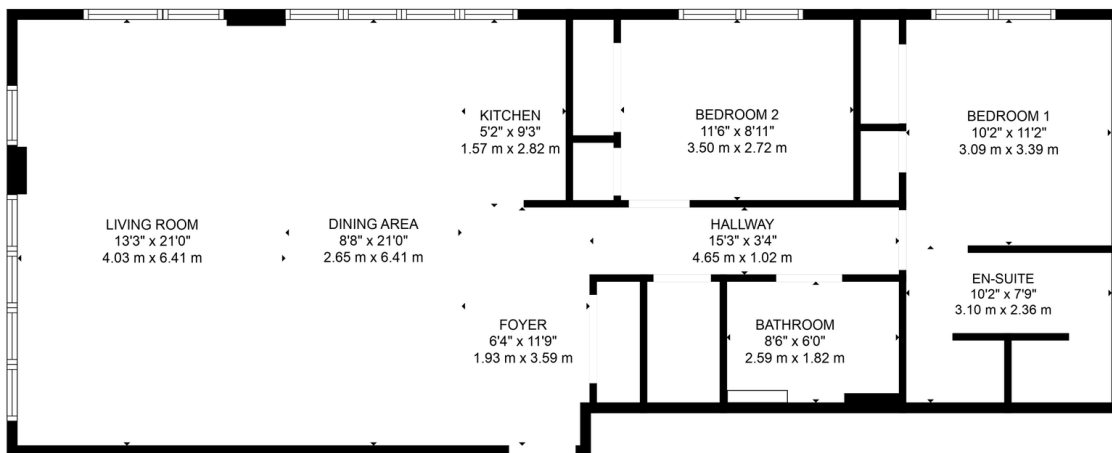 KITCHEN
5'2" x 9'3"
1.57 m x 2.82 m
BEDROOM 2
11'6" x 8'11"
3.50 m x 2.72 m
BEDROOM 1
10'2" x 11'2"
3.09 m x 3.39 m
LIVING ROOM
13'3" x 21'0"
4.03 m x 6.41 m
DINING AREA
8'8" x 21'0"
2.65 m x 6.41 m
HALLWAY
15'3" x 3'4"
4.65 m x 1.02 m
EN-SUITE
10'2" x 7'9"
3.10 m x 2.36 m
FOYER
6'4" x 11'9"
1.93 m x 3.59 m
BATHROOM
8'6" x 6'0"
2.59 m x 1.82 m